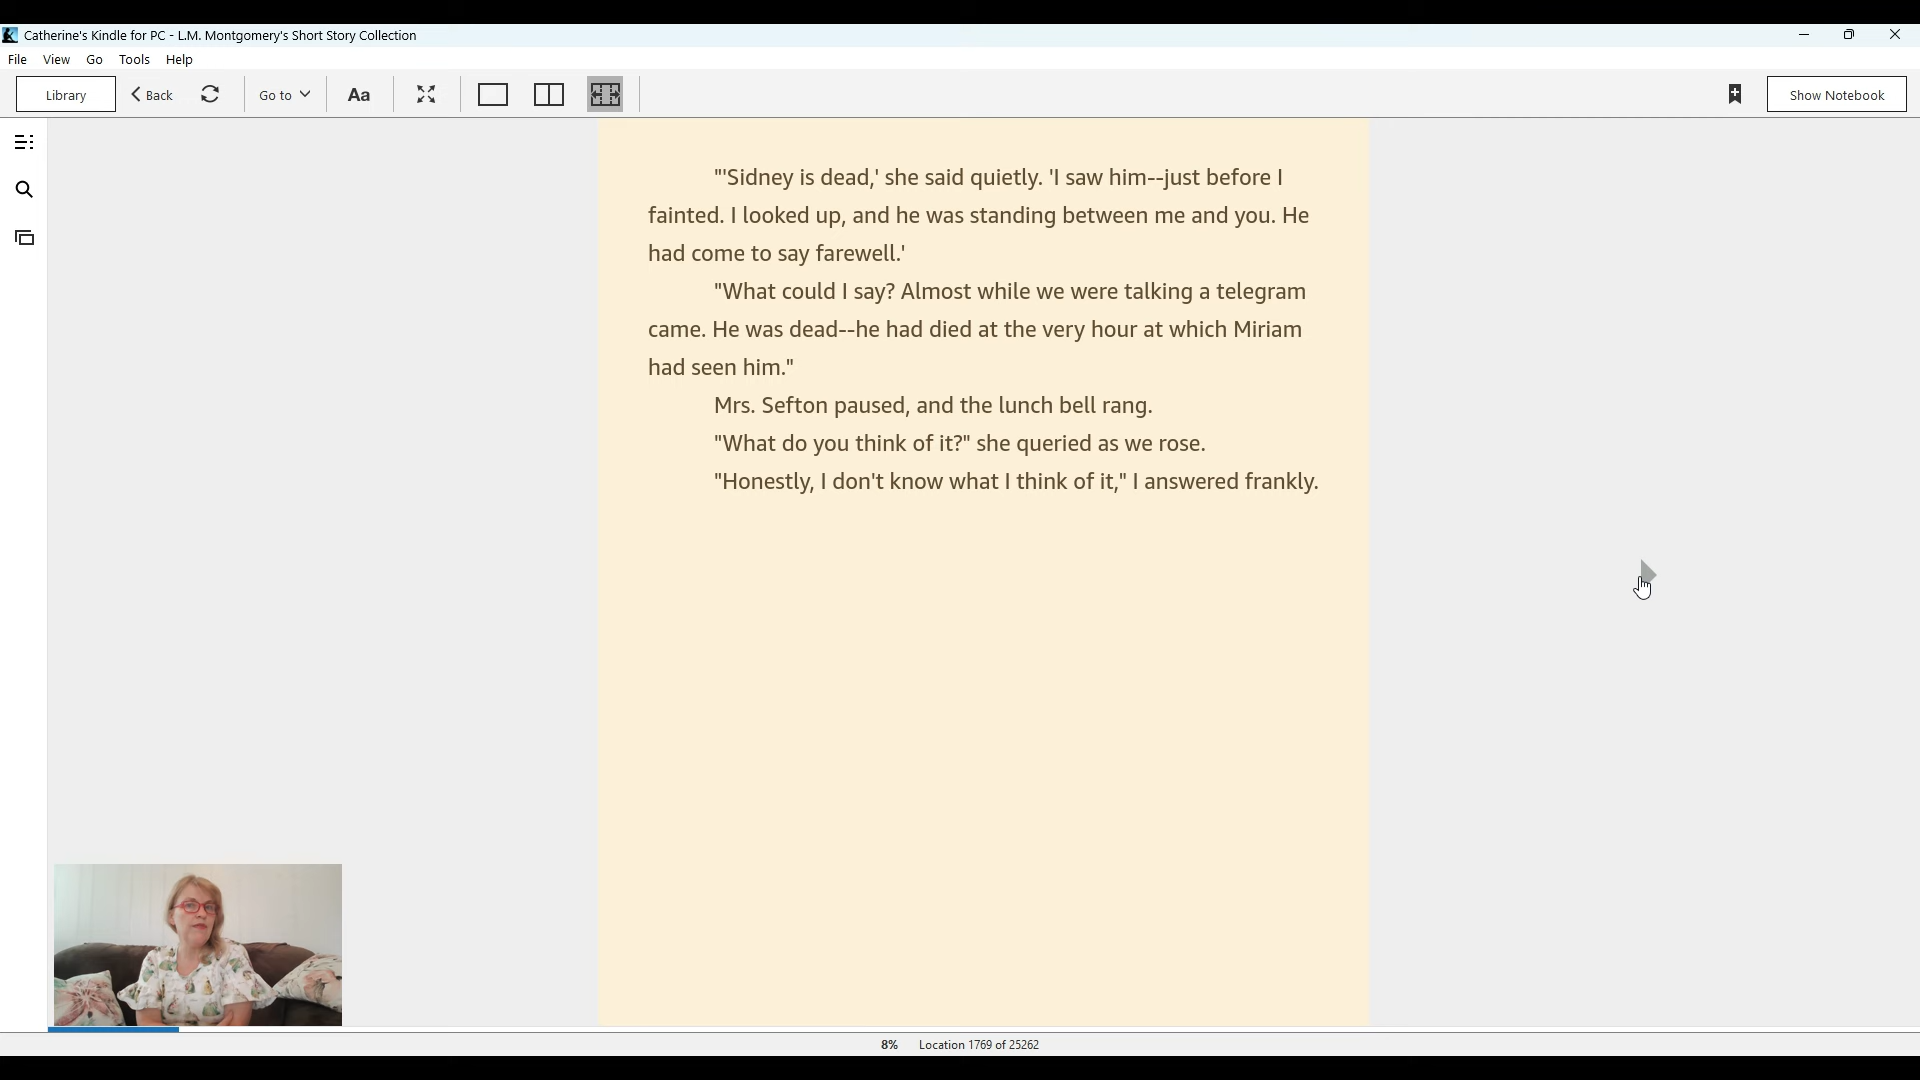 Catherine's Kindle for PC - L.M. Montgomery's Short Story Collection
File View Go Tools Help
Library Back Go to Aa Show Notebook
"'Sidney is dead,' she said quietly. 'I saw him--just before I
fainted. I looked up, and he was standing between me and you. He
had come to say farewell.'
"What could I say? Almost while we were talking a telegram
came. He was dead--he had died at the very hour at which Miriam
had seen him."
Mrs. Sefton paused, and the lunch bell rang.
"What do you think of it?" she queried as we rose.
"Honestly, I don't know what I think of it," I answered frankly.
8% Location 1769 of 25262